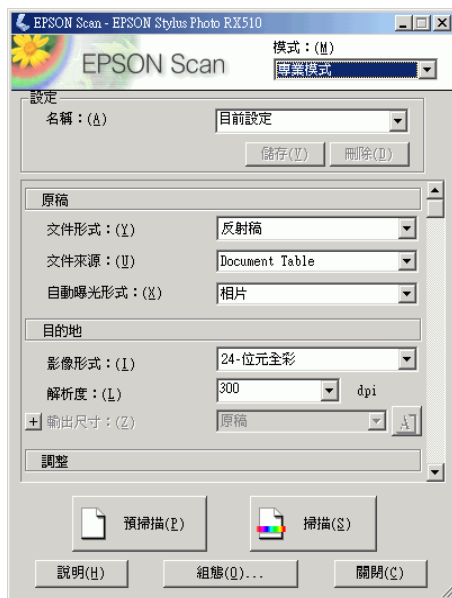 EPSON Scan - EPSON Stylus Photo RX510
EPSON Scan
模式：(M)
專業模式
設定
名稱：(A) 目前設定
儲存(V) 刪除(D)
原稿
文件形式：(Y) 反射稿
文件來源：(U) Document Table
自動曝光形式：(X) 相片
目的地
影像形式：(I) 24-位元全彩
解析度：(L) 300 dpi
輸出尺寸：(Z) 原稿
調整
預掃描(P) 掃描(S)
說明(H) 組態(O)... 關閉(C)